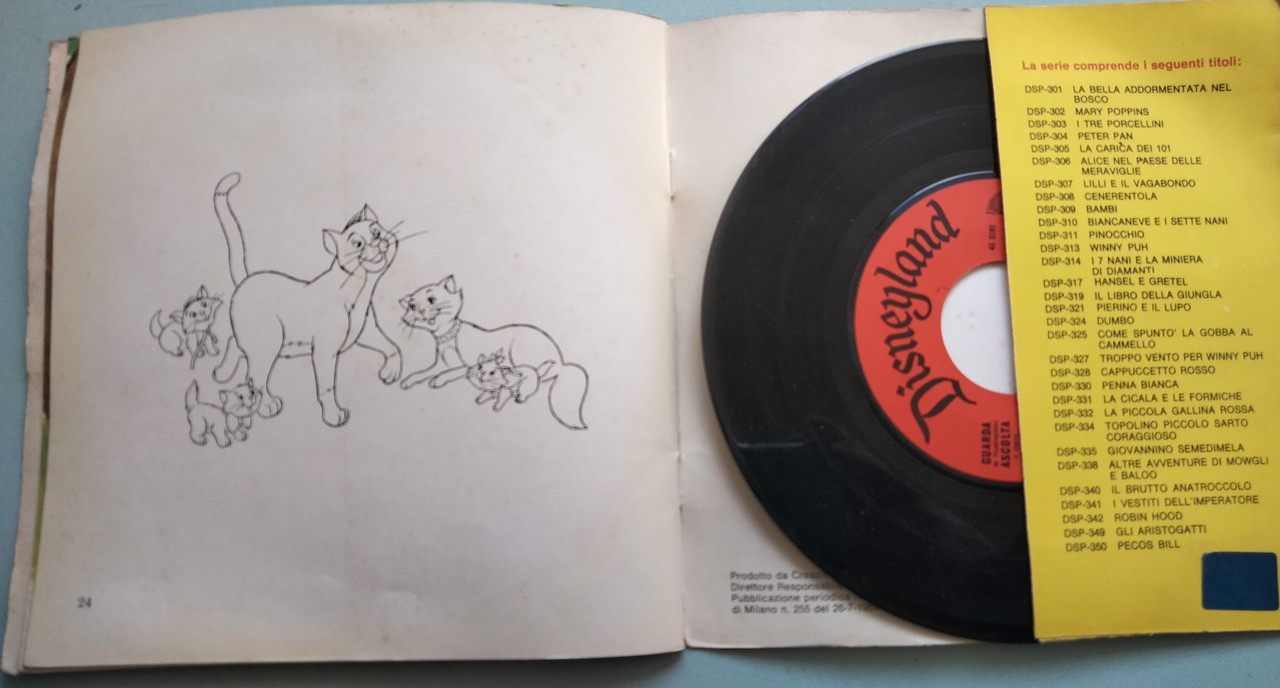 24
Disneyland
GUARDA
ASCOLTA
Prodotto da
Direttore Respons
Pubblicazione periodica
di Milano n. 255 del 26-7-1
La serie comprende i seguenti titoli:
DSP-301 LA BELLA ADDORMENTATA NEL
BOSCO
DSP-302 MARY POPPINS
DSP-303 I TRE PORCELLINI
DSP-304 PETER PAN
DSP-305 LA CARICA DEI 101
DSP-306 ALICE NEL PAESE DELLE
MERAVIGLIE
DSP-307 LILLI E IL VAGABONDO
DSP-308 CENERENTOLA
DSP-309 BAMBI
DSP-310 BIANCANEVE E I SETTE NANI
DSP-311 PINOCCHIO
DSP-313 WINNY PUH
DSP-314 I 7 NANI E LA MINIERA
DI DIAMANTI
DSP-317 HANSEL E GRETEL
DSP-319 IL LIBRO DELLA GIUNGLA
DSP-321 PIERINO E IL LUPO
DSP-324 DUMBO
DSP-325 COME SPUNTO' LA GOBBA AL
CAMMELLO
DSP-327 TROPPO VENTO PER WINNY PUH
DSP-328 CAPPUCCETTO ROSSO
DSP-330 PENNA BIANCA
DSP-331 LA CICALA E LE FORMICHE
DSP-332 LA PICCOLA GALLINA ROSSA
DSP-334 TOPOLINO PICCOLO SARTO
CORAGGIOSO
DSP-335 GIOVANNINO SEMEDIMELA
DSP-338 ALTRE AVVENTURE DI MOWGLI
E BALOO
DSP-340 IL BRUTTO ANATROCCOLO
DSP-341 I VESTITI DELL'IMPERATORE
DSP-342 ROBIN HOOD
DSP-349 GLI ARISTOGATTI
DSP-350 PECOS BILL